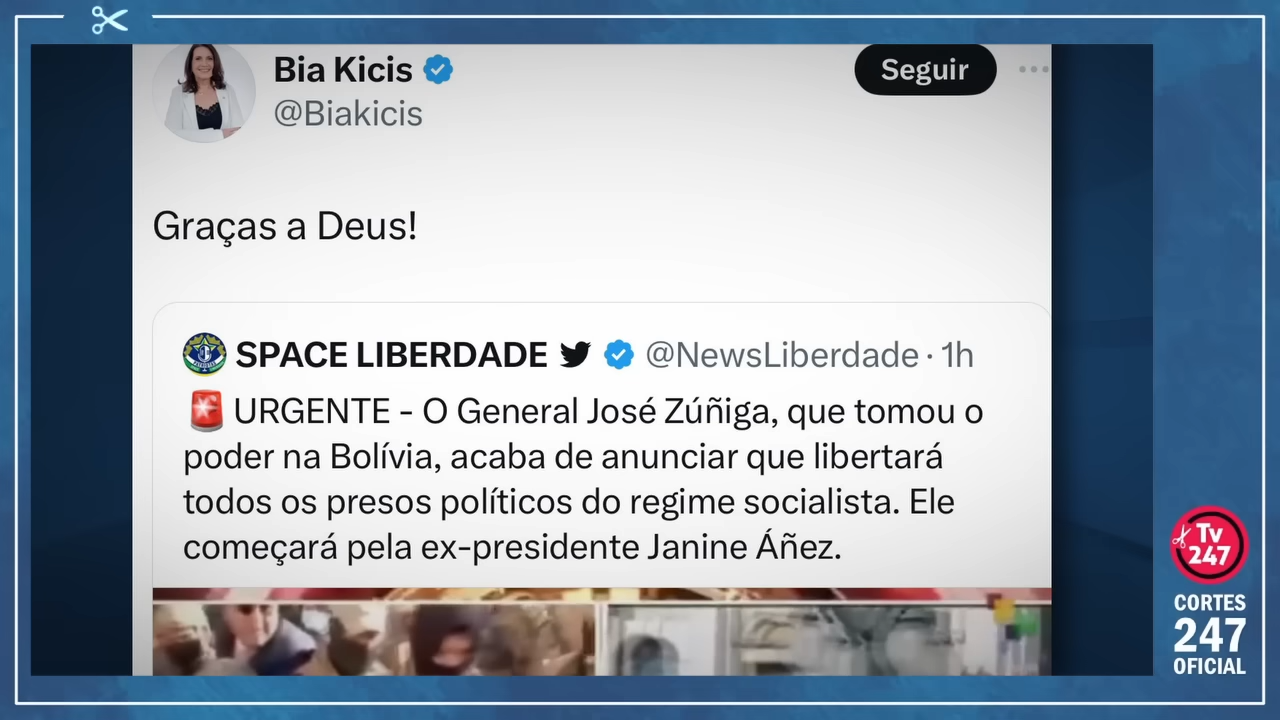 Bia Kicis
Seguir
@Biakicis
Graças a Deus!
SPACE LIBERDADE @NewsLiberdade · 1h
🚨 URGENTE - O General José Zúñiga, que tomou o
poder na Bolívia, acaba de anunciar que libertará
todos os presos políticos do regime socialista. Ele
começará pela ex-presidente Janine Áñez.
Tv
247
CORTES
247
OFICIAL